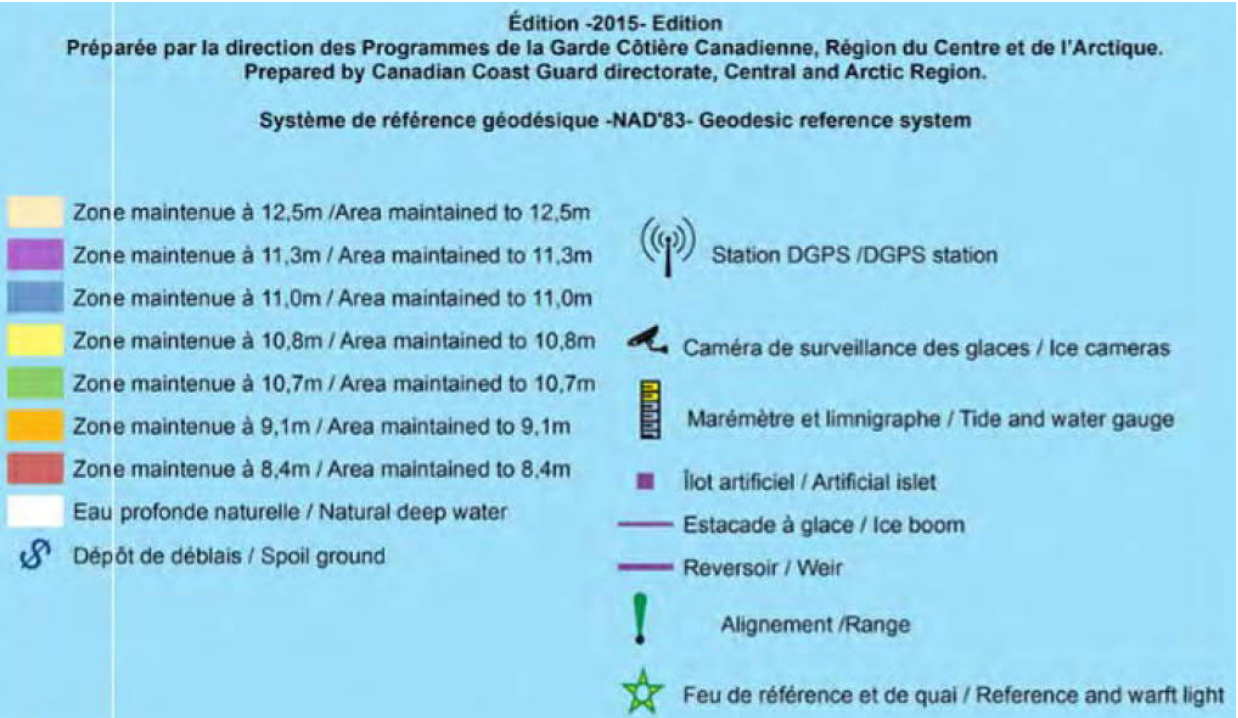 Édition -2015- Edition
Préparée par la direction des Programmes de la Garde Côtière Canadienne, Région du Centre et de l'Arctique.
Prepared by Canadian Coast Guard directorate, Central and Arctic Region.
Système de référence géodésique -NAD'83- Geodesic reference system
Zone maintenue à 12,5m /Area maintained to 12,5m
Zone maintenue à 11,3m / Area maintained to 11,3m
Zone maintenue à 11,0m / Area maintained to 11,0m
Zone maintenue à 10,8m / Area maintained to 10,8m
Zone maintenue à 10,7m / Area maintained to 10,7m
Zone maintenue à 9,1m / Area maintained to 9,1m
Zone maintenue à 8,4m / Area maintained to 8,4m
Eau profonde naturelle / Natural deep water
Dépôt de déblais / Spoil ground
Station DGPS /DGPS station
Caméra de surveillance des glaces / Ice cameras
Marémètre et limnigraphe / Tide and water gauge
Îlot artificiel / Artificial islet
Estacade à glace / Ice boom
Reversoir / Weir
Alignement /Range
Feu de référence et de quai / Reference and warft light